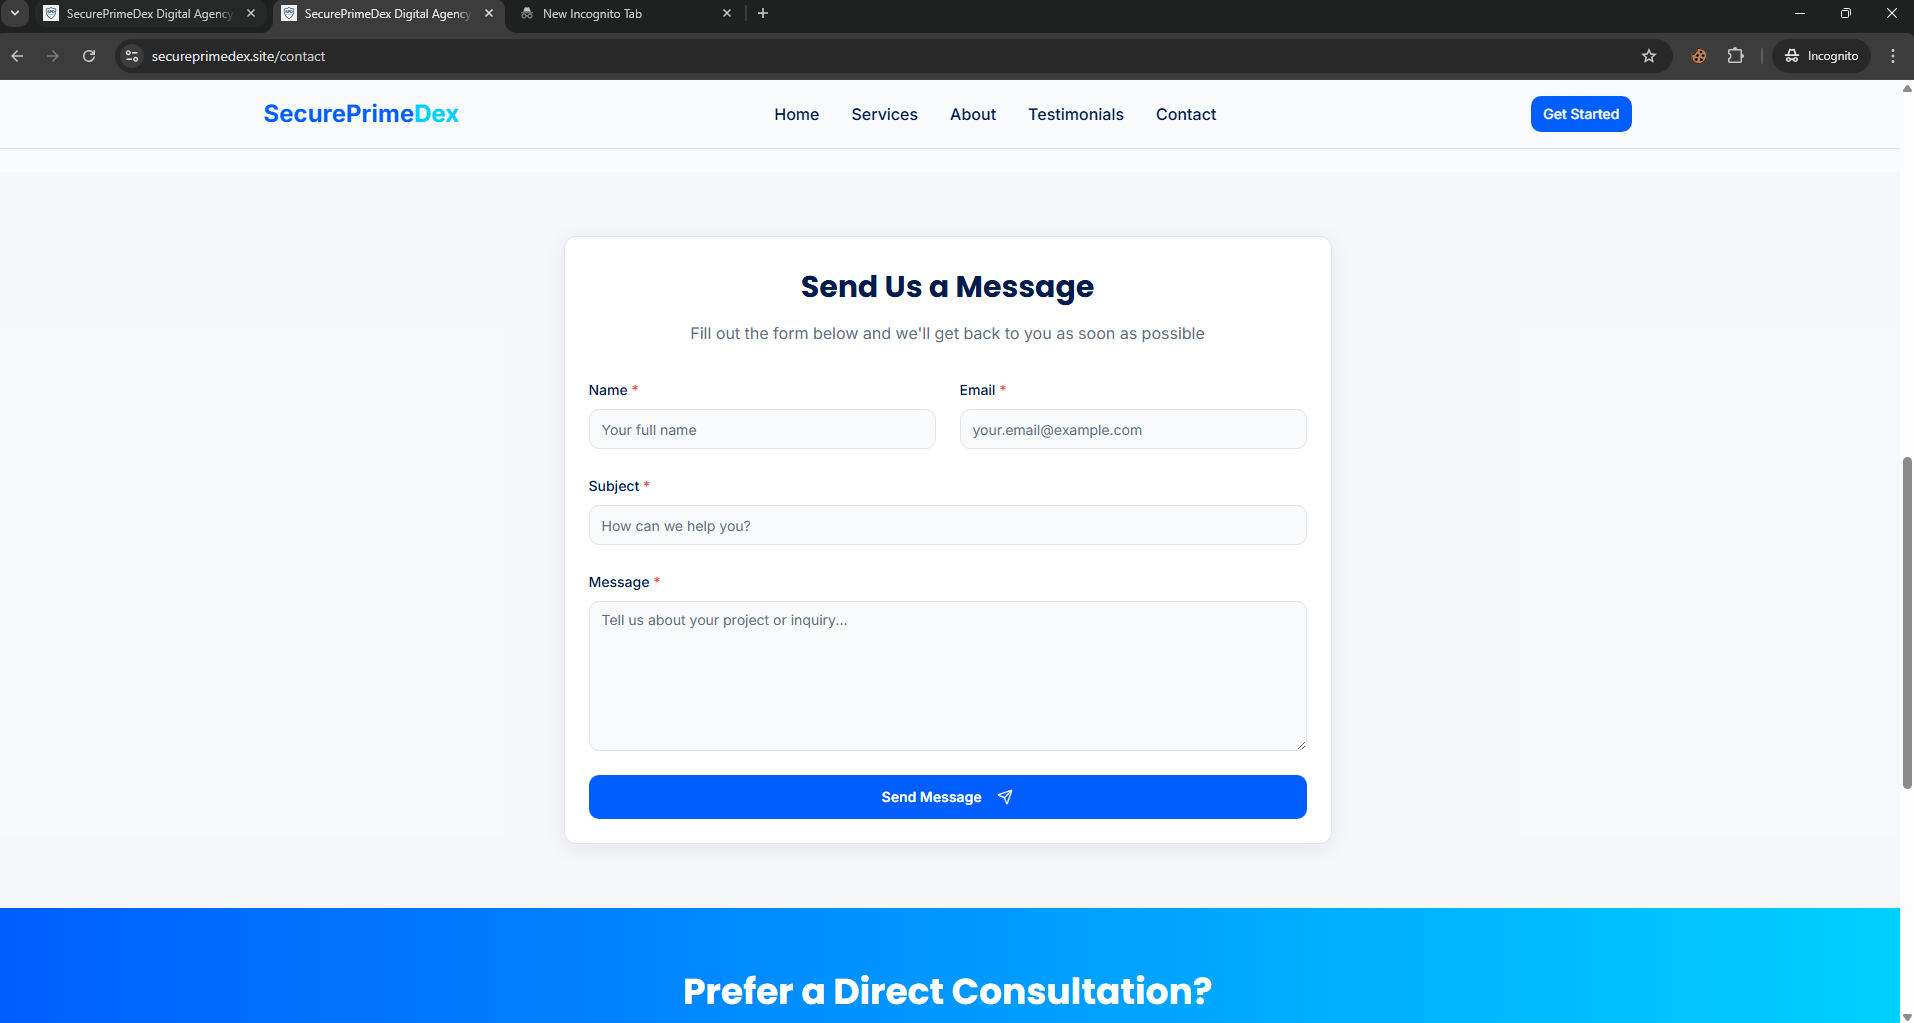 SecurePrimeDex Digital Agency
SecurePrimeDex Digital Agency
New Incognito Tab
secureprimedex.site/contact
Incognito
SecurePrimeDex
Home
Services
About
Testimonials
Contact
Get Started
Send Us a Message
Fill out the form below and we'll get back to you as soon as possible
Name *
Email *
Your full name
your.email@example.com
Subject *
How can we help you?
Message *
Tell us about your project or inquiry...
Send Message
Prefer a Direct Consultation?